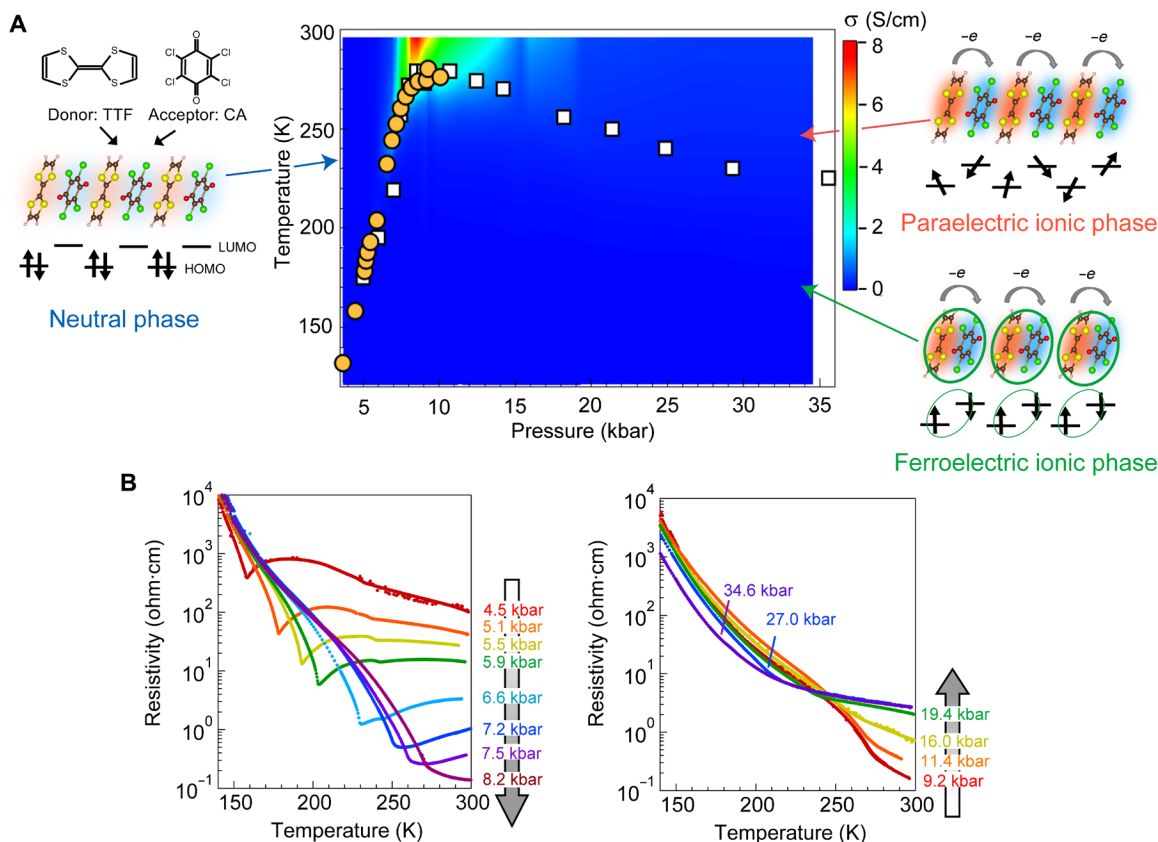 A
S
S
S
S
O
Cl
Cl
Cl
Cl
O
Donor: TTF
Acceptor: CA
LUMO
HOMO
Neutral phase
Temperature (K)
300
250
200
150
5
10
15
20
25
30
35
Pressure (kbar)
σ (S/cm)
8
6
4
2
0
−e
−e
−e
Paraelectric ionic phase
−e
−e
−e
Ferroelectric ionic phase
B
Resistivity (ohm·cm)
10⁴
10³
10²
10¹
10⁰
10⁻¹
150
200
250
300
Temperature (K)
4.5 kbar
5.1 kbar
5.5 kbar
5.9 kbar
6.6 kbar
7.2 kbar
7.5 kbar
8.2 kbar
Resistivity (ohm·cm)
10⁴
10³
10²
10¹
10⁰
10⁻¹
150
200
250
300
Temperature (K)
34.6 kbar
27.0 kbar
19.4 kbar
16.0 kbar
11.4 kbar
9.2 kbar